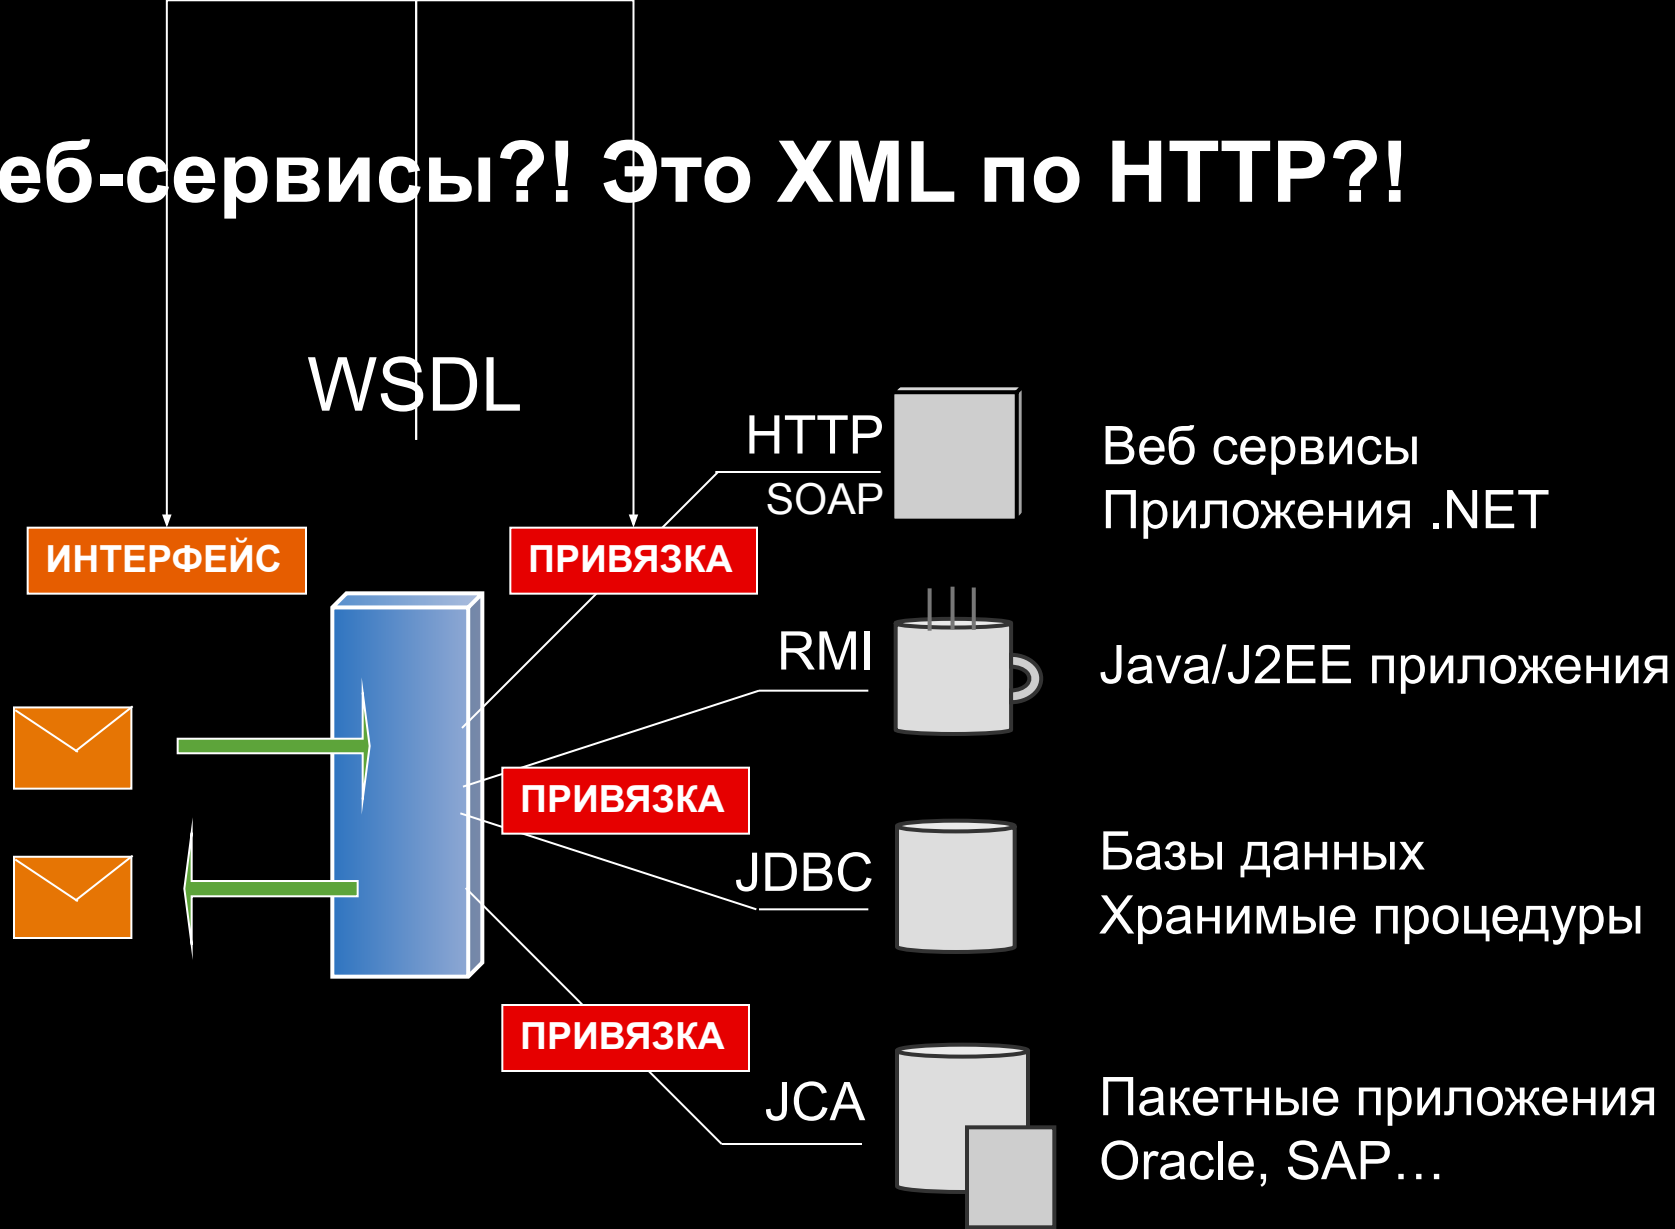 еб-сервисы?! Это XML по HTTP?!
WSDL
HTTP
SOAP
Веб сервисы
Приложения .NET
ИНТЕРФЕЙС
ПРИВЯЗКА
RMI
Java/J2EE приложения
ПРИВЯЗКА
JDBC
Базы данных
Хранимые процедуры
ПРИВЯЗКА
JCA
Пакетные приложения
Oracle, SAP…